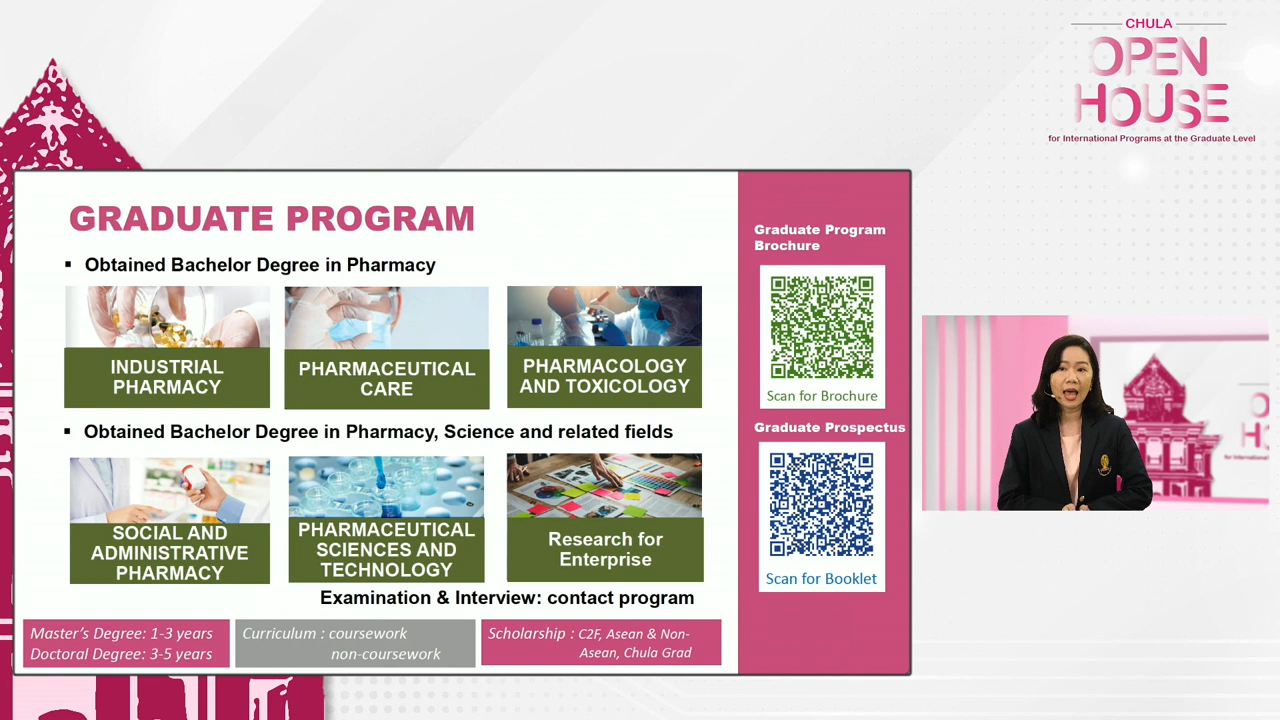 CHULA
OPEN
HOUSE
for International Programs at the Graduate Level
GRADUATE PROGRAM
▪ Obtained Bachelor Degree in Pharmacy
INDUSTRIAL
PHARMACY
PHARMACEUTICAL
CARE
PHARMACOLOGY
AND TOXICOLOGY
▪ Obtained Bachelor Degree in Pharmacy, Science and related fields
SOCIAL AND
ADMINISTRATIVE
PHARMACY
PHARMACEUTICAL
SCIENCES AND
TECHNOLOGY
Research for
Enterprise
Examination & Interview: contact program
Master's Degree: 1-3 years
Doctoral Degree: 3-5 years
Curriculum : coursework
non-coursework
Scholarship : C2F, Asean & Non-
Asean, Chula Grad
Graduate Program
Brochure
Scan for Brochure
Graduate Prospectus
Scan for Booklet